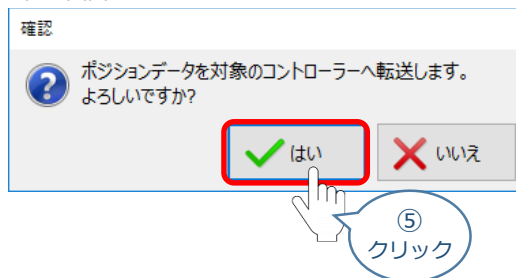 確認
ポジションデータを対象のコントローラーへ転送します。
よろしいですか?
はい
いいえ
⑤
クリック